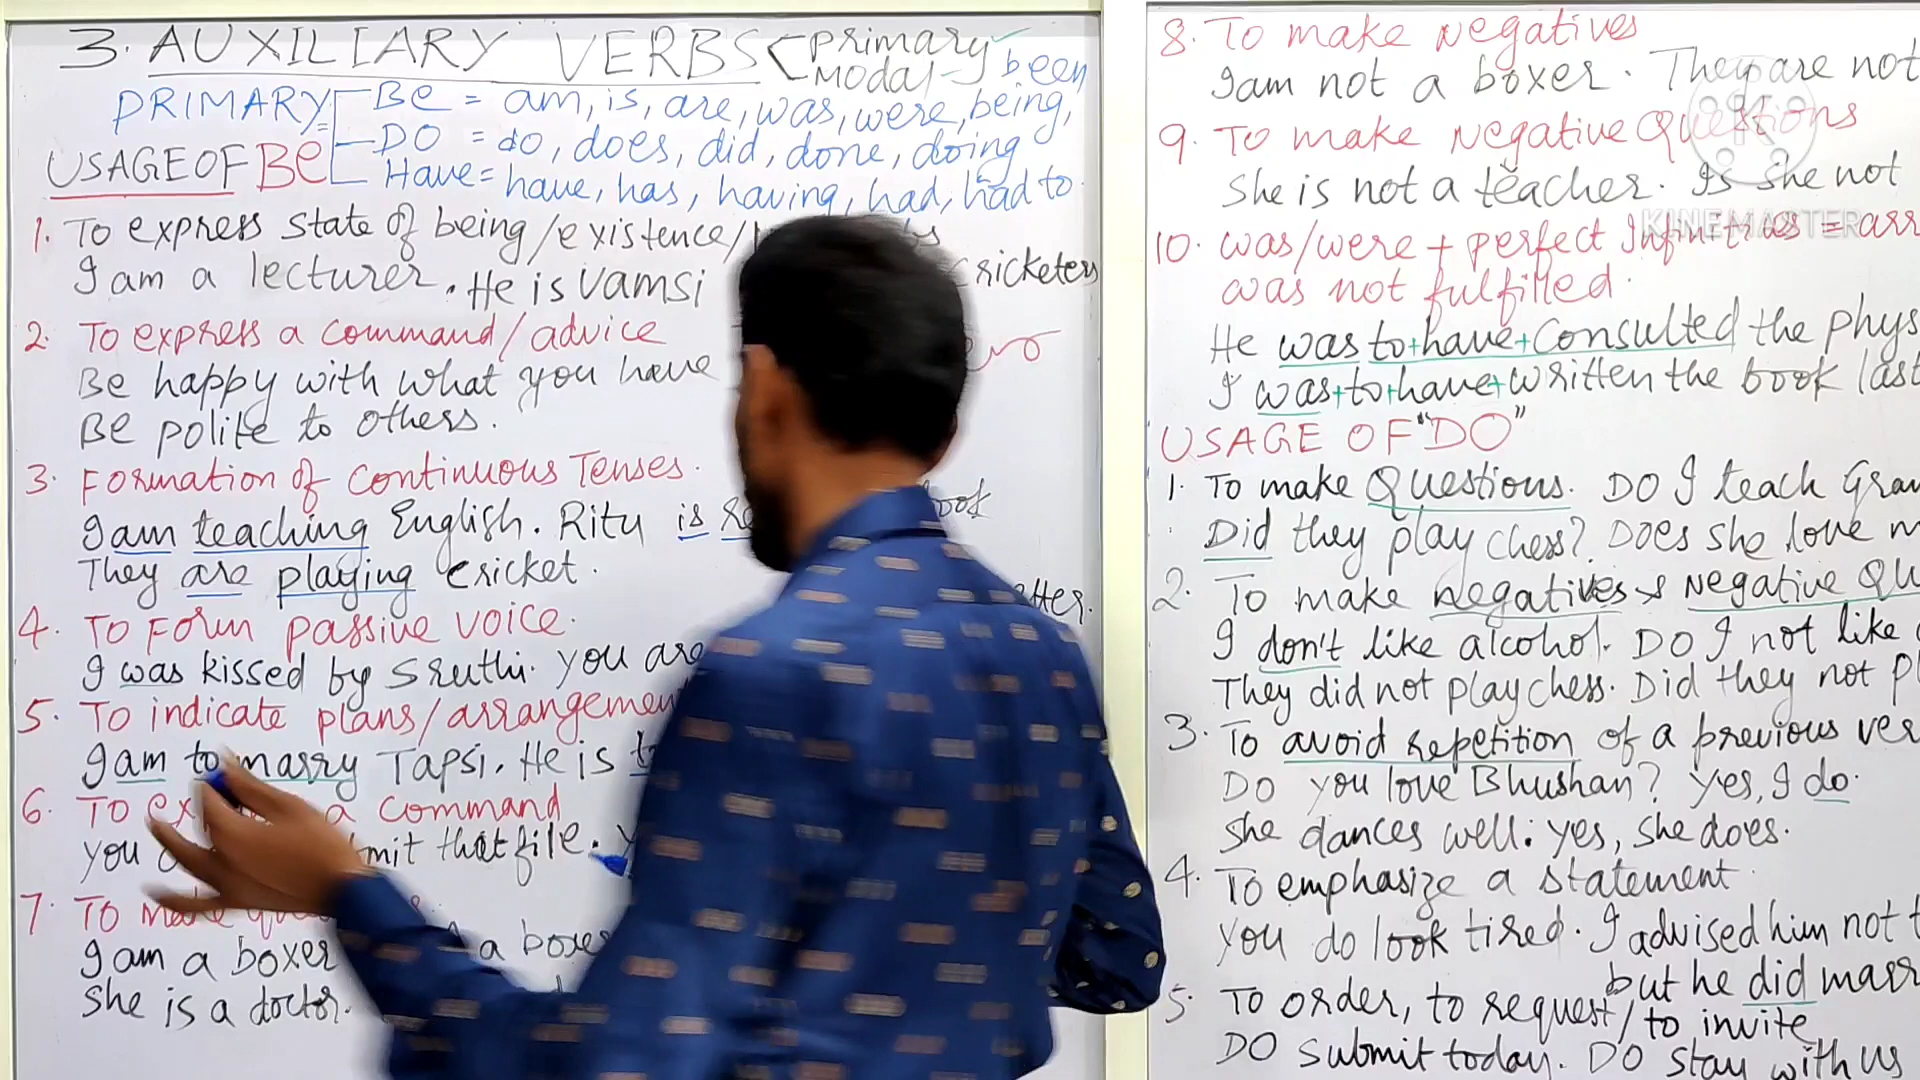 3. AUXILIARY VERBS < Primary
Modal
been
PRIMARY Be = am, is, are, was, were, being,
DO = do, does, did, done, doing
Have = have, has, having, had, had to.
USAGE OF Be
1. To express state of being/existence/
I am a lecturer. He is Vamsi cricketers
2. To express a command/advice
Be happy with what you have
Be polite to others.
3. Formation of continuous Tenses.
I am teaching English. Ritu is book
They are playing cricket.
4. To Form passive voice.
I was kissed by Sruthi. You are
5. To indicate plans/
I am to marry Tapsi. He is
6. To a command
You that file.
7. To
I am a boxer a
She is a doctor.
8. To make negatives
I am not a boxer. They are not
9. To make negative questions
She is not a teacher. Is she not
10. was/were + perfect Infinitives =
was not fulfilled.
He was to + have + consulted the
I was + to + have + written the book
USAGE OF "DO"
1. To make Questions. DO I teach
Did they play chess? Does she love
2. To make negatives & Negative
I don't like alcohol. DO I not like
They did not play chess. Did they not
3. To avoid repetition of a previous
Do you love Bhushan? Yes, I do.
She dances well: Yes, she does.
4. To emphasize a statement
You do look tired. I advised him not
but he did
5. To order, to request/to invite
DO submit today. DO stay with us
K
KINEMASTER